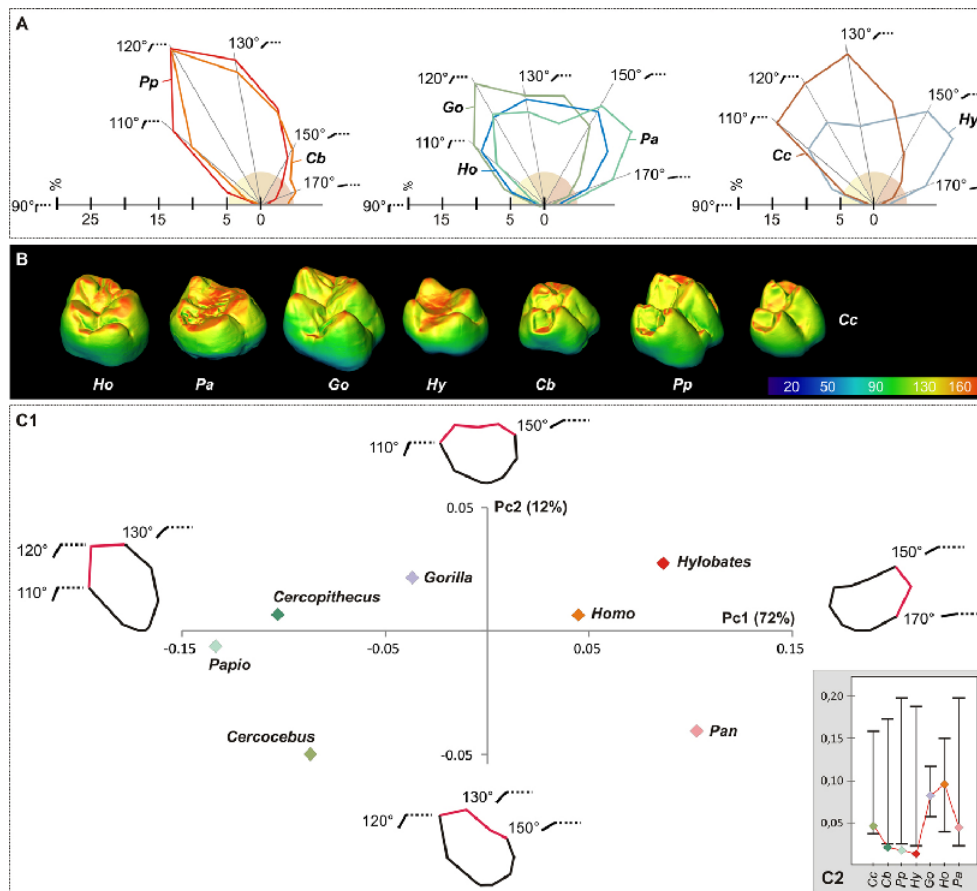 A
120° 130° Pp 110° 150° Cb 170°
120° 130° 150° Go 110° Pa Ho 170°
130° 120° 150° 110° Hy Cc 170°
% 90° 25 15 5 0
% 90° 15 5 0
% 90° 15 5 0
B
Cc
Ho Pa Go Hy Cb Pp
20 50 90 130 160
C1
110° 150°
120° 130° 110°
0.05 Pc2 (12%)
150° 170°
Hylobates
Gorilla
Cercopithecus
Homo
Pc1 (72%)
-0.15 -0.05 0.05 0.15
Papio
Cercocebus
Pan
-0.05
120° 130° 150°
0,20
0,15
0,10
0,05
C2
Cc Cb Pp Hy Go Ho Pa